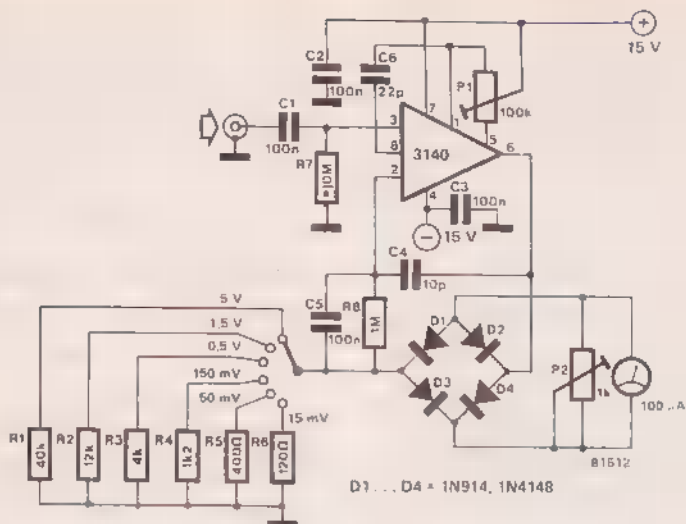 +
15 V
C2
100n
C6
22p
P1
100k
C1
100n
R7
10M
3
8
2
7
1
5
6
4
3140
C3
100n
−
15 V
C4
10p
C5
100n
R8
1M
5 V
1,5 V
0,5 V
150 mV
50 mV
15 mV
D1
D2
D3
D4
P2
1k
100 µA
R1
40k
R2
12k
R3
4k
R4
1k2
R5
400Ω
R6
120Ω
81512
D1 . . . D4 = 1N914, 1N4148